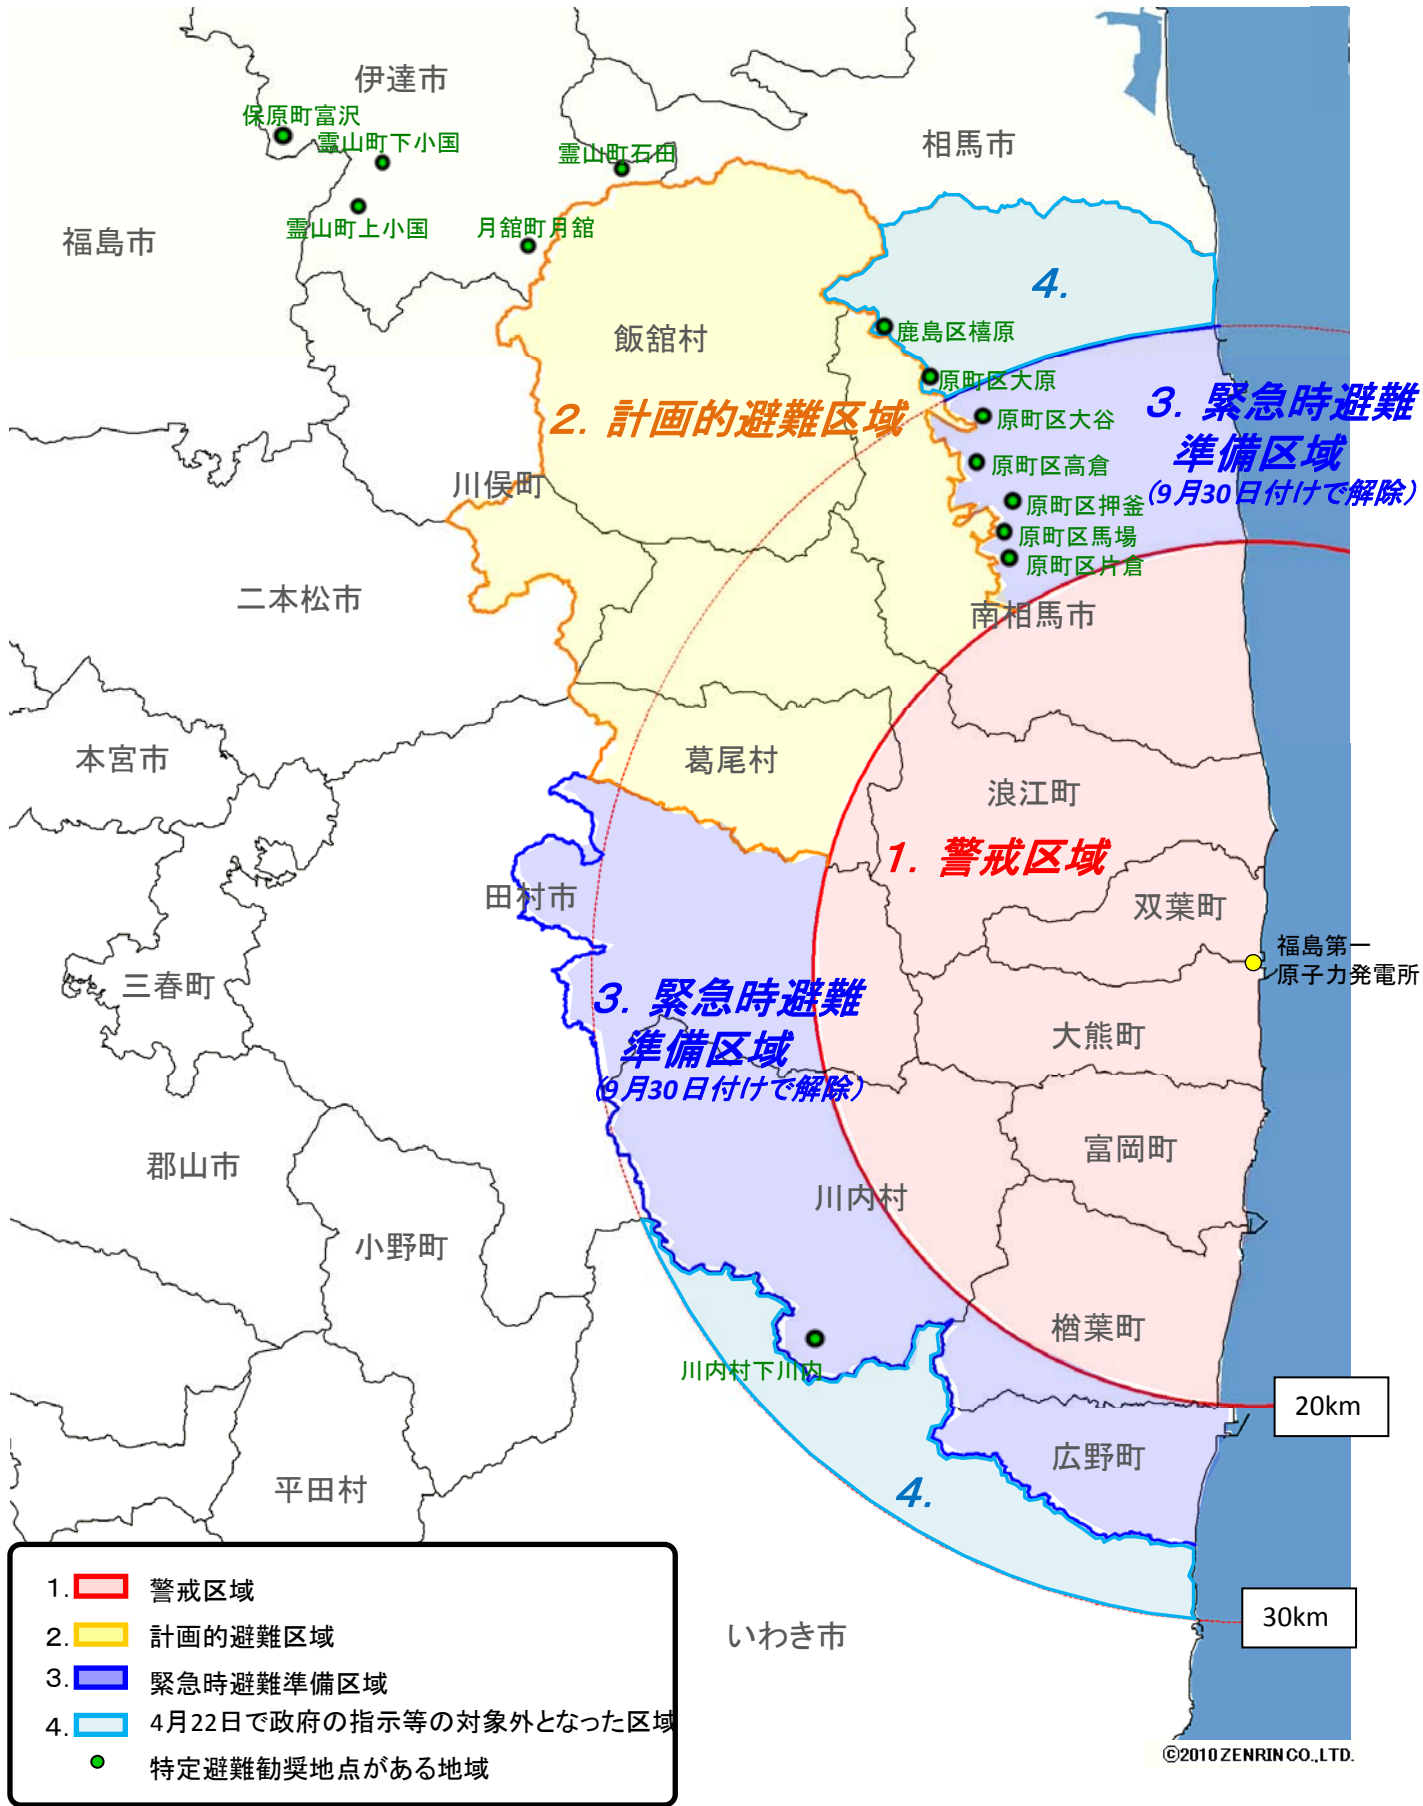 伊達市
保原町富沢
霊山町下小国
霊山町石田
相馬市
霊山町上小国
月舘町月舘
福島市
4.
飯舘村
鹿島区橲原
原町区大原
2. 計画的避難区域
原町区大谷
3. 緊急時避難
準備区域
(9月30日付けで解除)
原町区高倉
川俣町
原町区押釜
原町区馬場
原町区片倉
二本松市
南相馬市
本宮市
葛尾村
浪江町
1. 警戒区域
田村市
双葉町
福島第一
原子力発電所
三春町
3. 緊急時避難
準備区域
(9月30日付けで解除)
大熊町
富岡町
郡山市
川内村
小野町
楢葉町
川内村下川内
20km
広野町
平田村
4.
30km
いわき市
1. 警戒区域
2. 計画的避難区域
3. 緊急時避難準備区域
4. 4月22日で政府の指示等の対象外となった区域
特定避難勧奨地点がある地域
©2010 ZENRIN CO.,LTD.